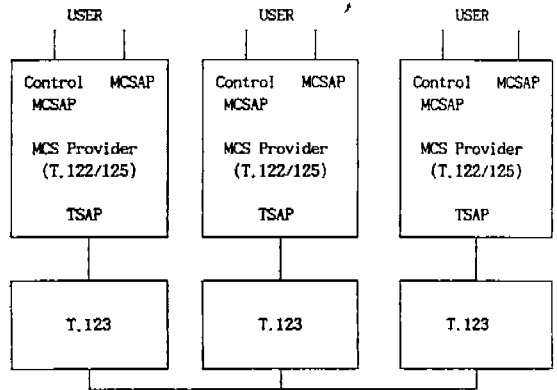 USER USER USER
Control MCSAP Control MCSAP Control MCSAP
MCSAP MCSAP MCSAP
MCS Provider MCS Provider MCS Provider
(T.122/125) (T.122/125) (T.122/125)
TSAP TSAP TSAP
T.123 T.123 T.123